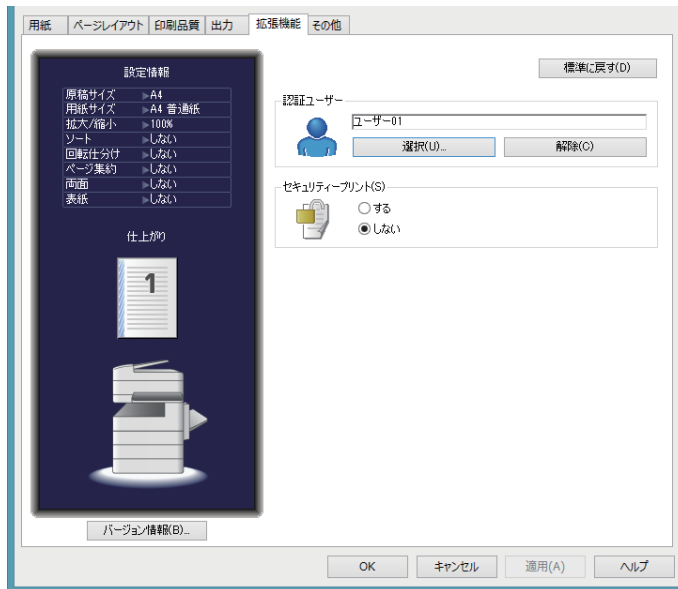 用紙 ページレイアウト 印刷品質 出力 拡張機能 その他
設定情報
原稿サイズ ▶A4
用紙サイズ ▶A4 普通紙
拡大/縮小 ▶100%
ソート ▶しない
回転仕分け ▶しない
ページ集約 ▶しない
両面 ▶しない
表紙 ▶しない
仕上がり
1
バージョン情報(B)...
標準に戻す(D)
認証ユーザー
ユーザー01
選択(U)... 解除(C)
セキュリティープリント(S)
する
しない
OK キャンセル 適用(A) ヘルプ